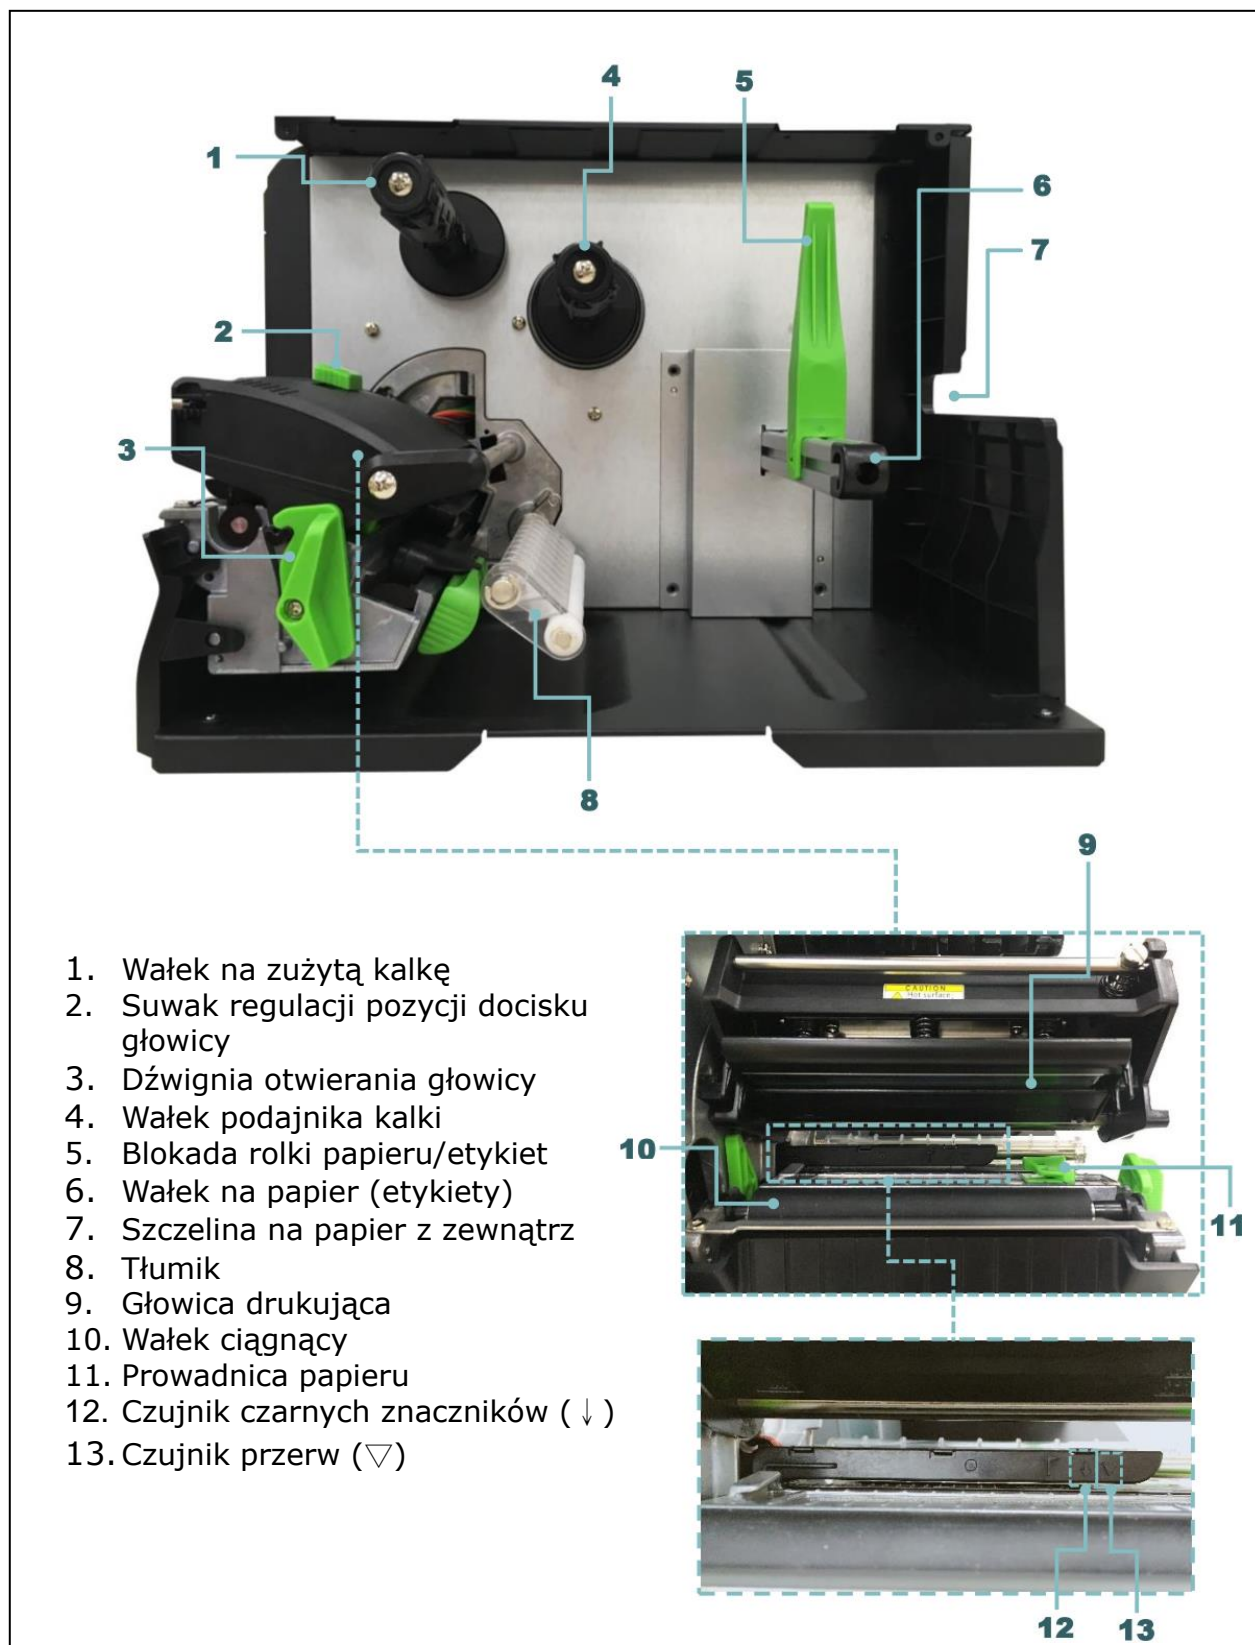 4
5
1
6
7
2
3
8
9
CAUTION
Hot surface.
10
11
1. Wałek na zużytą kalkę
2. Suwak regulacji pozycji docisku
głowicy
3. Dźwignia otwierania głowicy
4. Wałek podajnika kalki
5. Blokada rolki papieru/etykiet
6. Wałek na papier (etykiety)
7. Szczelina na papier z zewnątrz
8. Tłumik
9. Głowica drukująca
10. Wałek ciągnący
11. Prowadnica papieru
12. Czujnik czarnych znaczników (↓)
13. Czujnik przerw (▽)
12
13